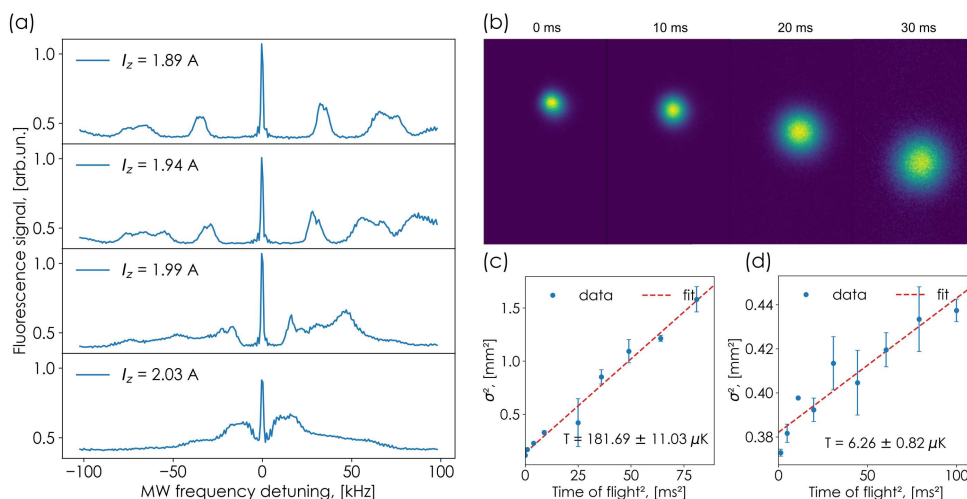 (a)
Fluorescence signal, [arb.un.]
1.0
0.5
I_z = 1.89 A
1.0
0.5
I_z = 1.94 A
1.0
0.5
I_z = 1.99 A
1.0
0.5
I_z = 2.03 A
−100 −50 0 50 100
MW frequency detuning, [kHz]
(b)
0 ms 10 ms 20 ms 30 ms
(c)
σ², [mm²]
1.5
1.0
0.5
data fit
T = 181.69 ± 11.03 μK
0 25 50 75
Time of flight², [ms²]
(d)
σ², [mm²]
0.44
0.42
0.40
0.38
data fit
T = 6.26 ± 0.82 μK
0 50 100
Time of flight², [ms²]